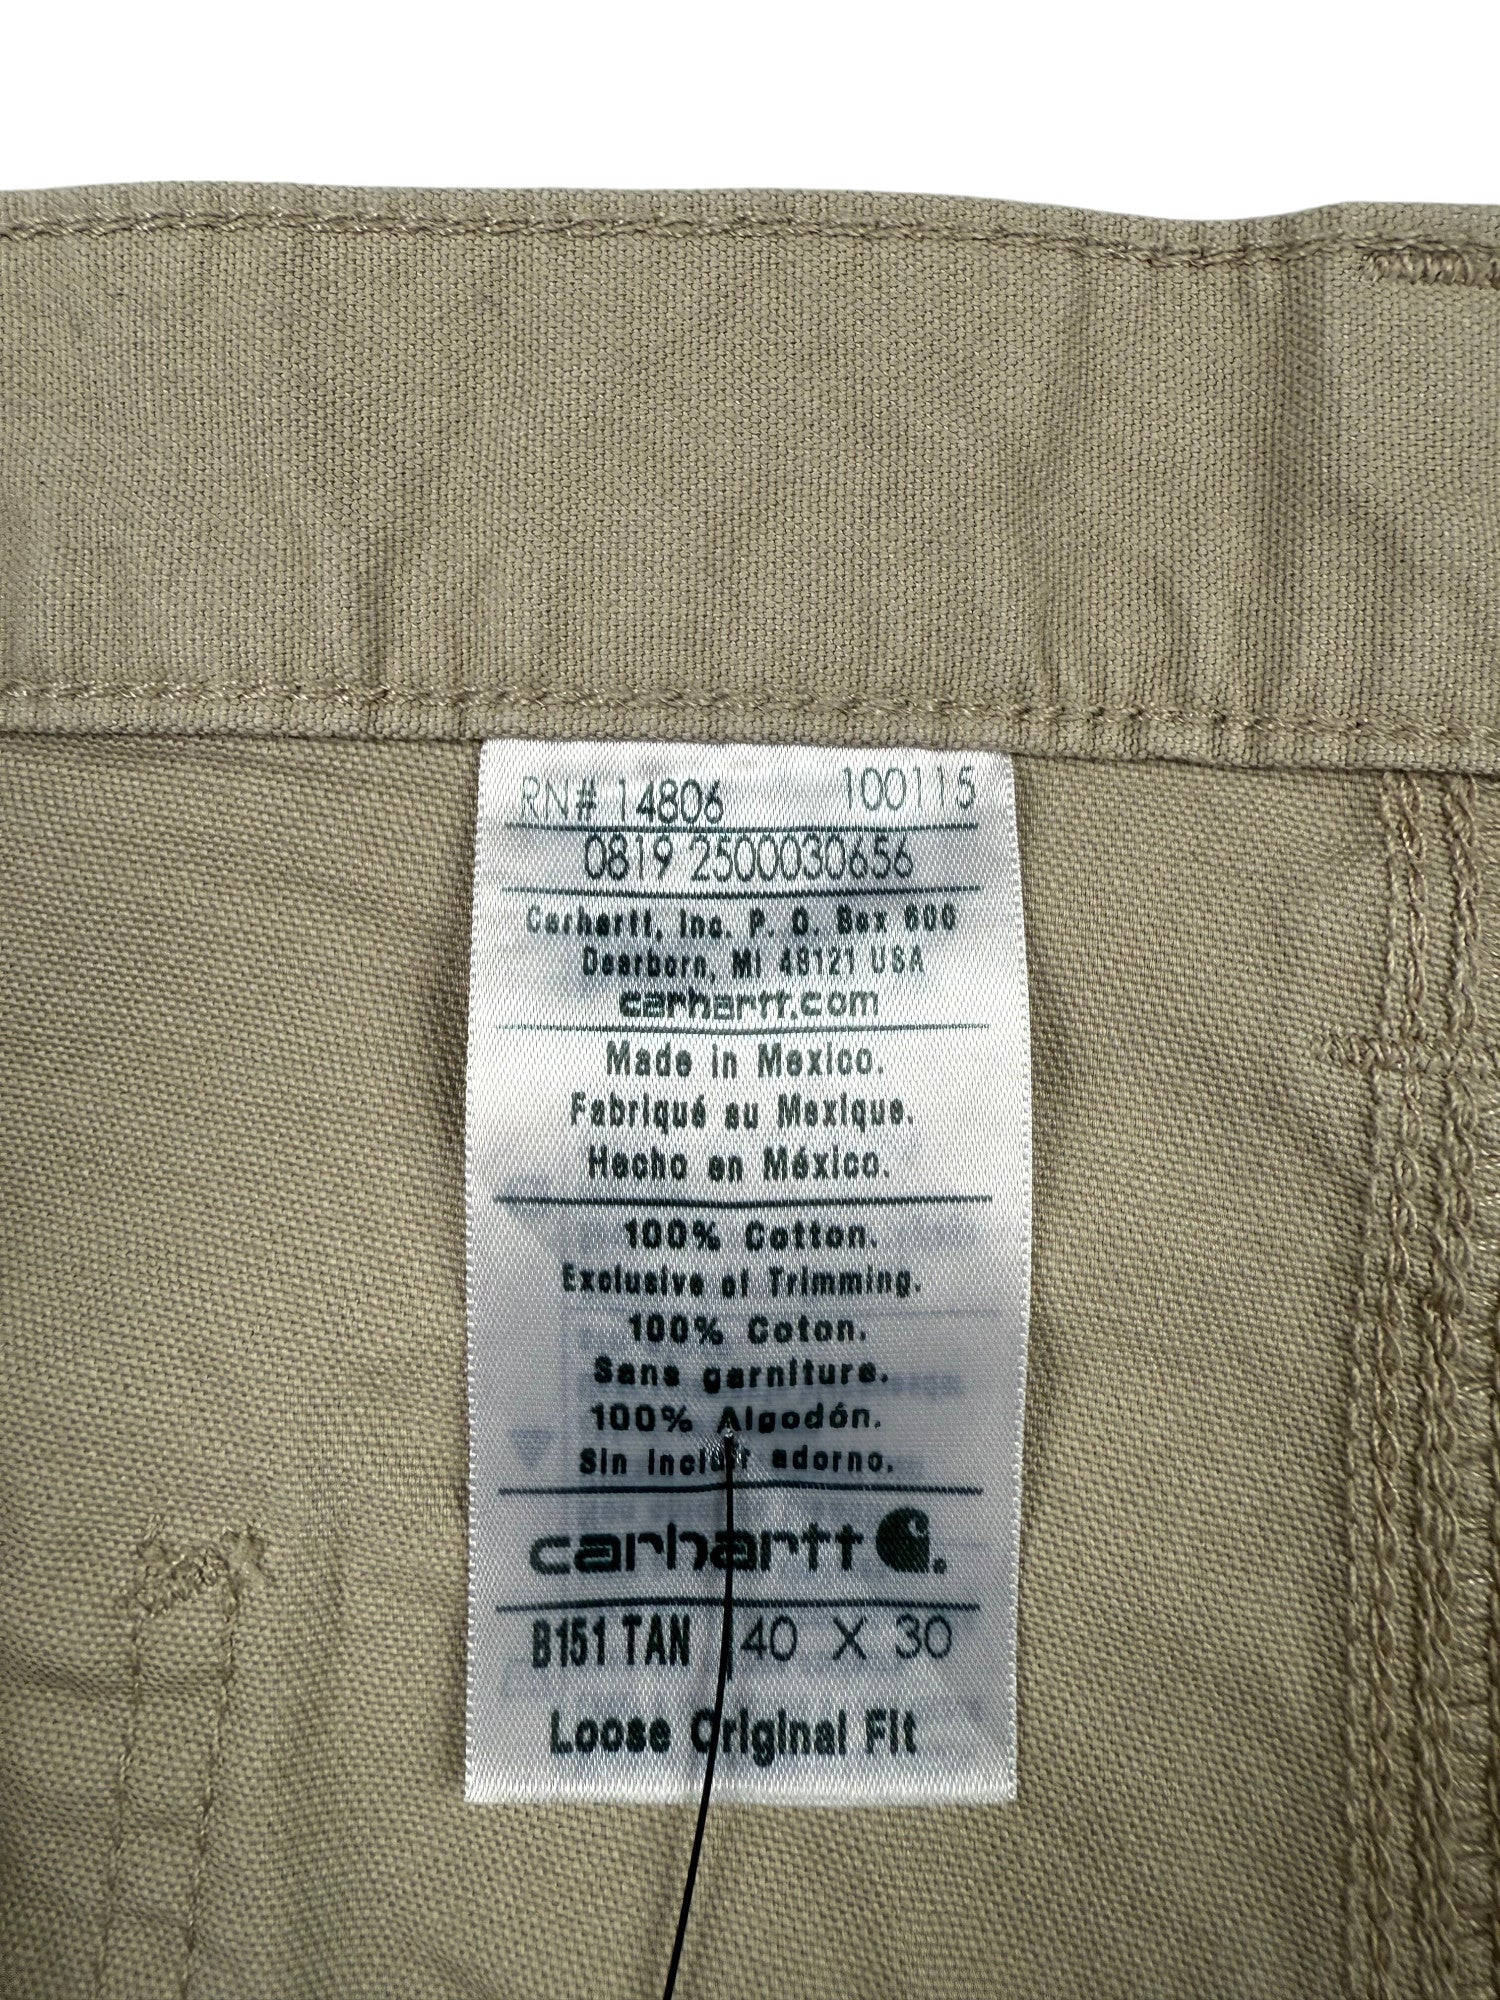 RN# 14806 100115
0819 2500030656
Carhartt, Inc. P. O. Box 600
Dearborn, MI 48121 USA
carhartt.com
Made in Mexico.
Fabriqué au Mexique.
Hecho en México.
100% Cotton.
Exclusive of Trimming.
100% Coton.
Sans garniture.
100% Algodón.
Sin incluir adorno.
carhartt
B151 TAN 40 X 30
Loose Original Fit